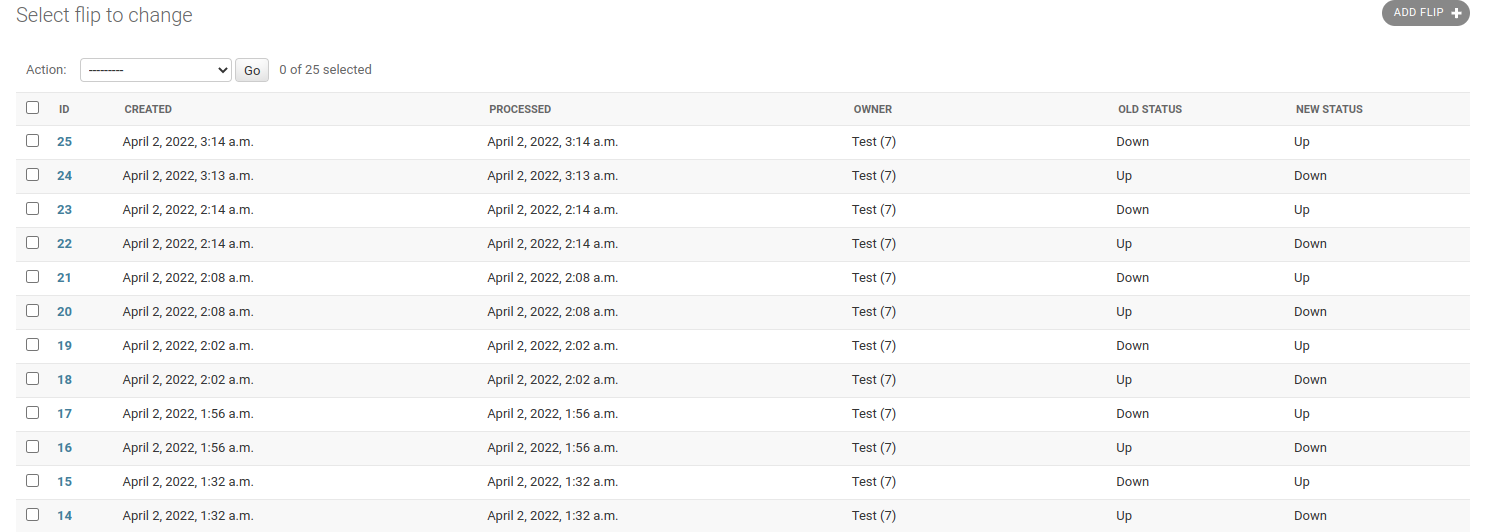 Select flip to change
ADD FLIP +
Action: --------- Go 0 of 25 selected
ID CREATED PROCESSED OWNER OLD STATUS NEW STATUS
25 April 2, 2022, 3:14 a.m. April 2, 2022, 3:14 a.m. Test (7) Down Up
24 April 2, 2022, 3:13 a.m. April 2, 2022, 3:13 a.m. Test (7) Up Down
23 April 2, 2022, 2:14 a.m. April 2, 2022, 2:14 a.m. Test (7) Down Up
22 April 2, 2022, 2:14 a.m. April 2, 2022, 2:14 a.m. Test (7) Up Down
21 April 2, 2022, 2:08 a.m. April 2, 2022, 2:08 a.m. Test (7) Down Up
20 April 2, 2022, 2:08 a.m. April 2, 2022, 2:08 a.m. Test (7) Up Down
19 April 2, 2022, 2:02 a.m. April 2, 2022, 2:02 a.m. Test (7) Down Up
18 April 2, 2022, 2:02 a.m. April 2, 2022, 2:02 a.m. Test (7) Up Down
17 April 2, 2022, 1:56 a.m. April 2, 2022, 1:56 a.m. Test (7) Down Up
16 April 2, 2022, 1:56 a.m. April 2, 2022, 1:56 a.m. Test (7) Up Down
15 April 2, 2022, 1:32 a.m. April 2, 2022, 1:32 a.m. Test (7) Down Up
14 April 2, 2022, 1:32 a.m. April 2, 2022, 1:32 a.m. Test (7) Up Down